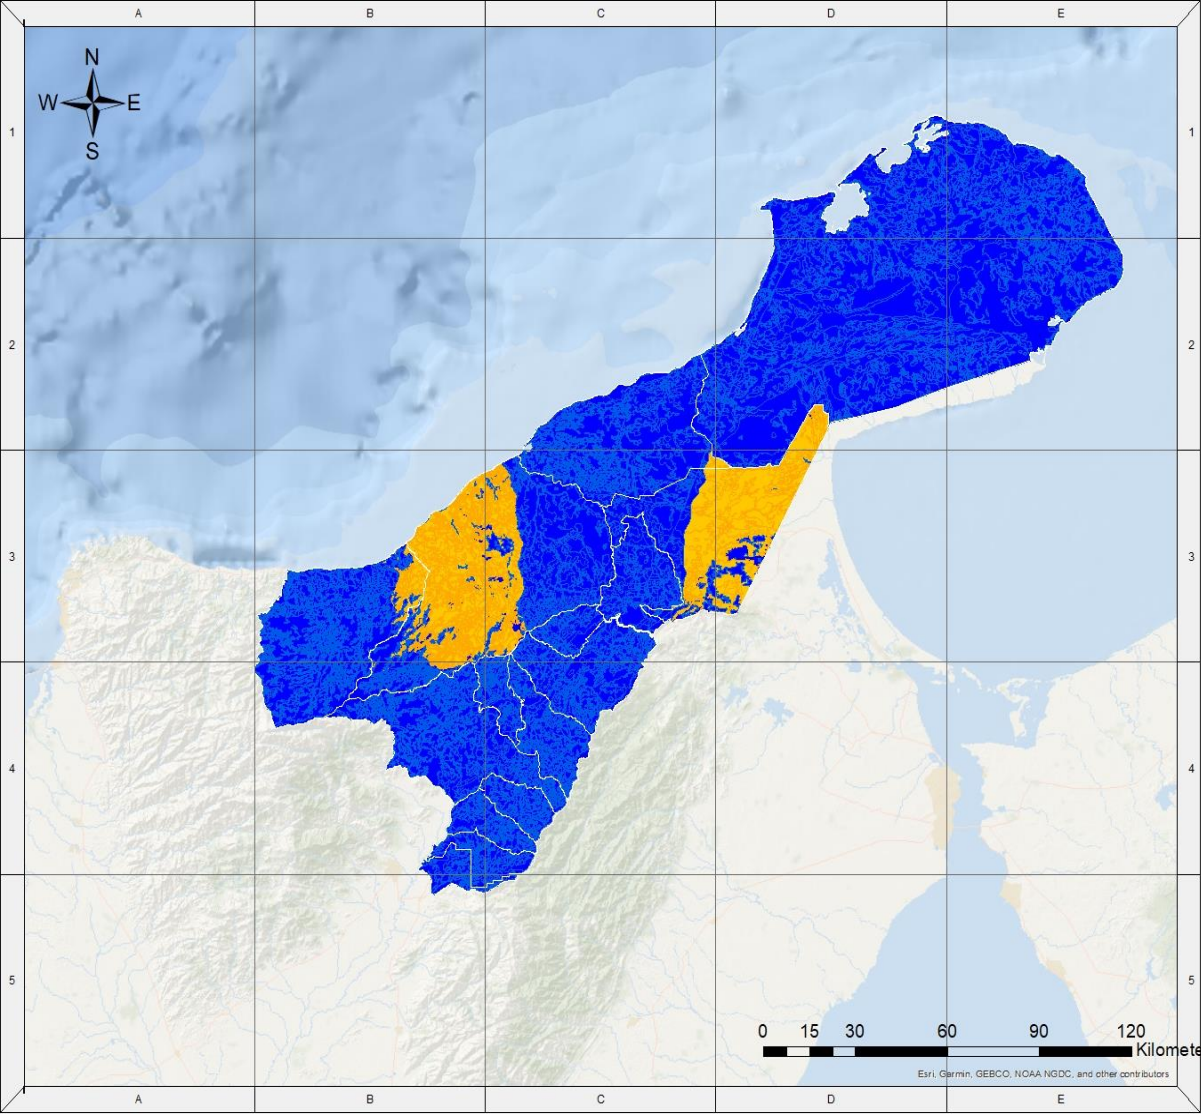 A B C D E
N
W E
S
1 1
2 2
3 3
4 4
5 5
0 15 30 60 90 120
Kilomete
Esri, Garmin, GEBCO, NOAA NGDC, and other contributors
A B C D E